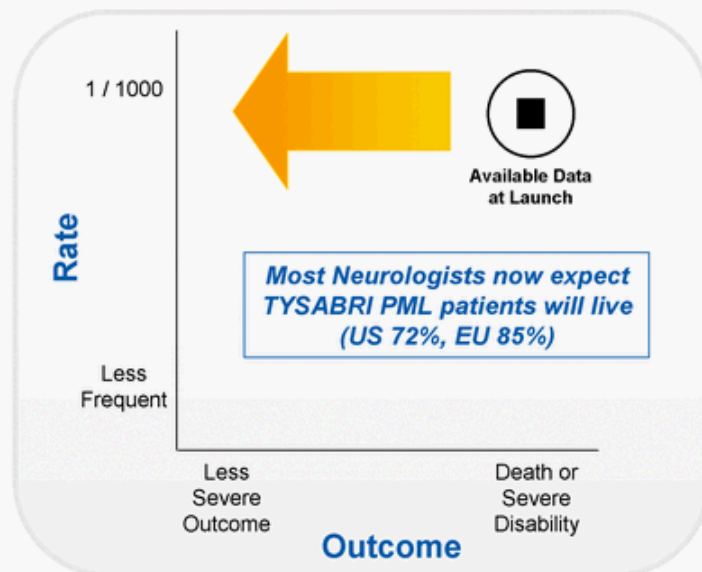 1 / 1000
Available Data
at Launch
Rate
Most Neurologists now expect
TYSABRI PML patients will live
(US 72%, EU 85%)
Less
Frequent
Less
Severe
Outcome
Death or
Severe
Disability
Outcome